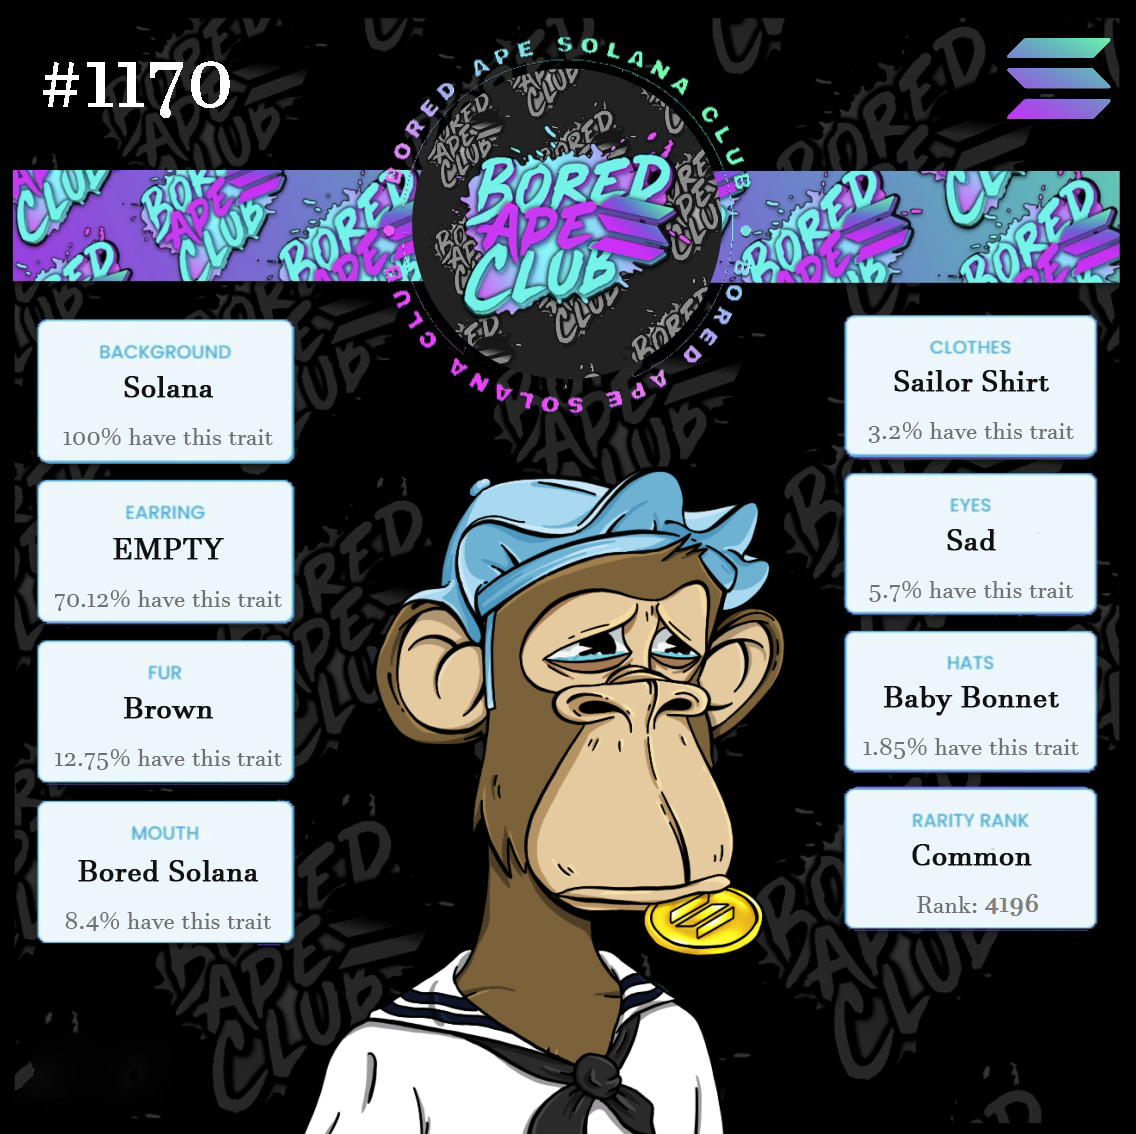 #1170
BORED APE SOLANA CLUB
BORED APE SOLANA CLUB
BORED
APE
CLUB
BACKGROUND
Solana
100% have this trait
EARRING
EMPTY
70.12% have this trait
FUR
Brown
12.75% have this trait
MOUTH
Bored Solana
8.4% have this trait
CLOTHES
Sailor Shirt
3.2% have this trait
EYES
Sad
5.7% have this trait
HATS
Baby Bonnet
1.85% have this trait
RARITY RANK
Common
Rank: 4196